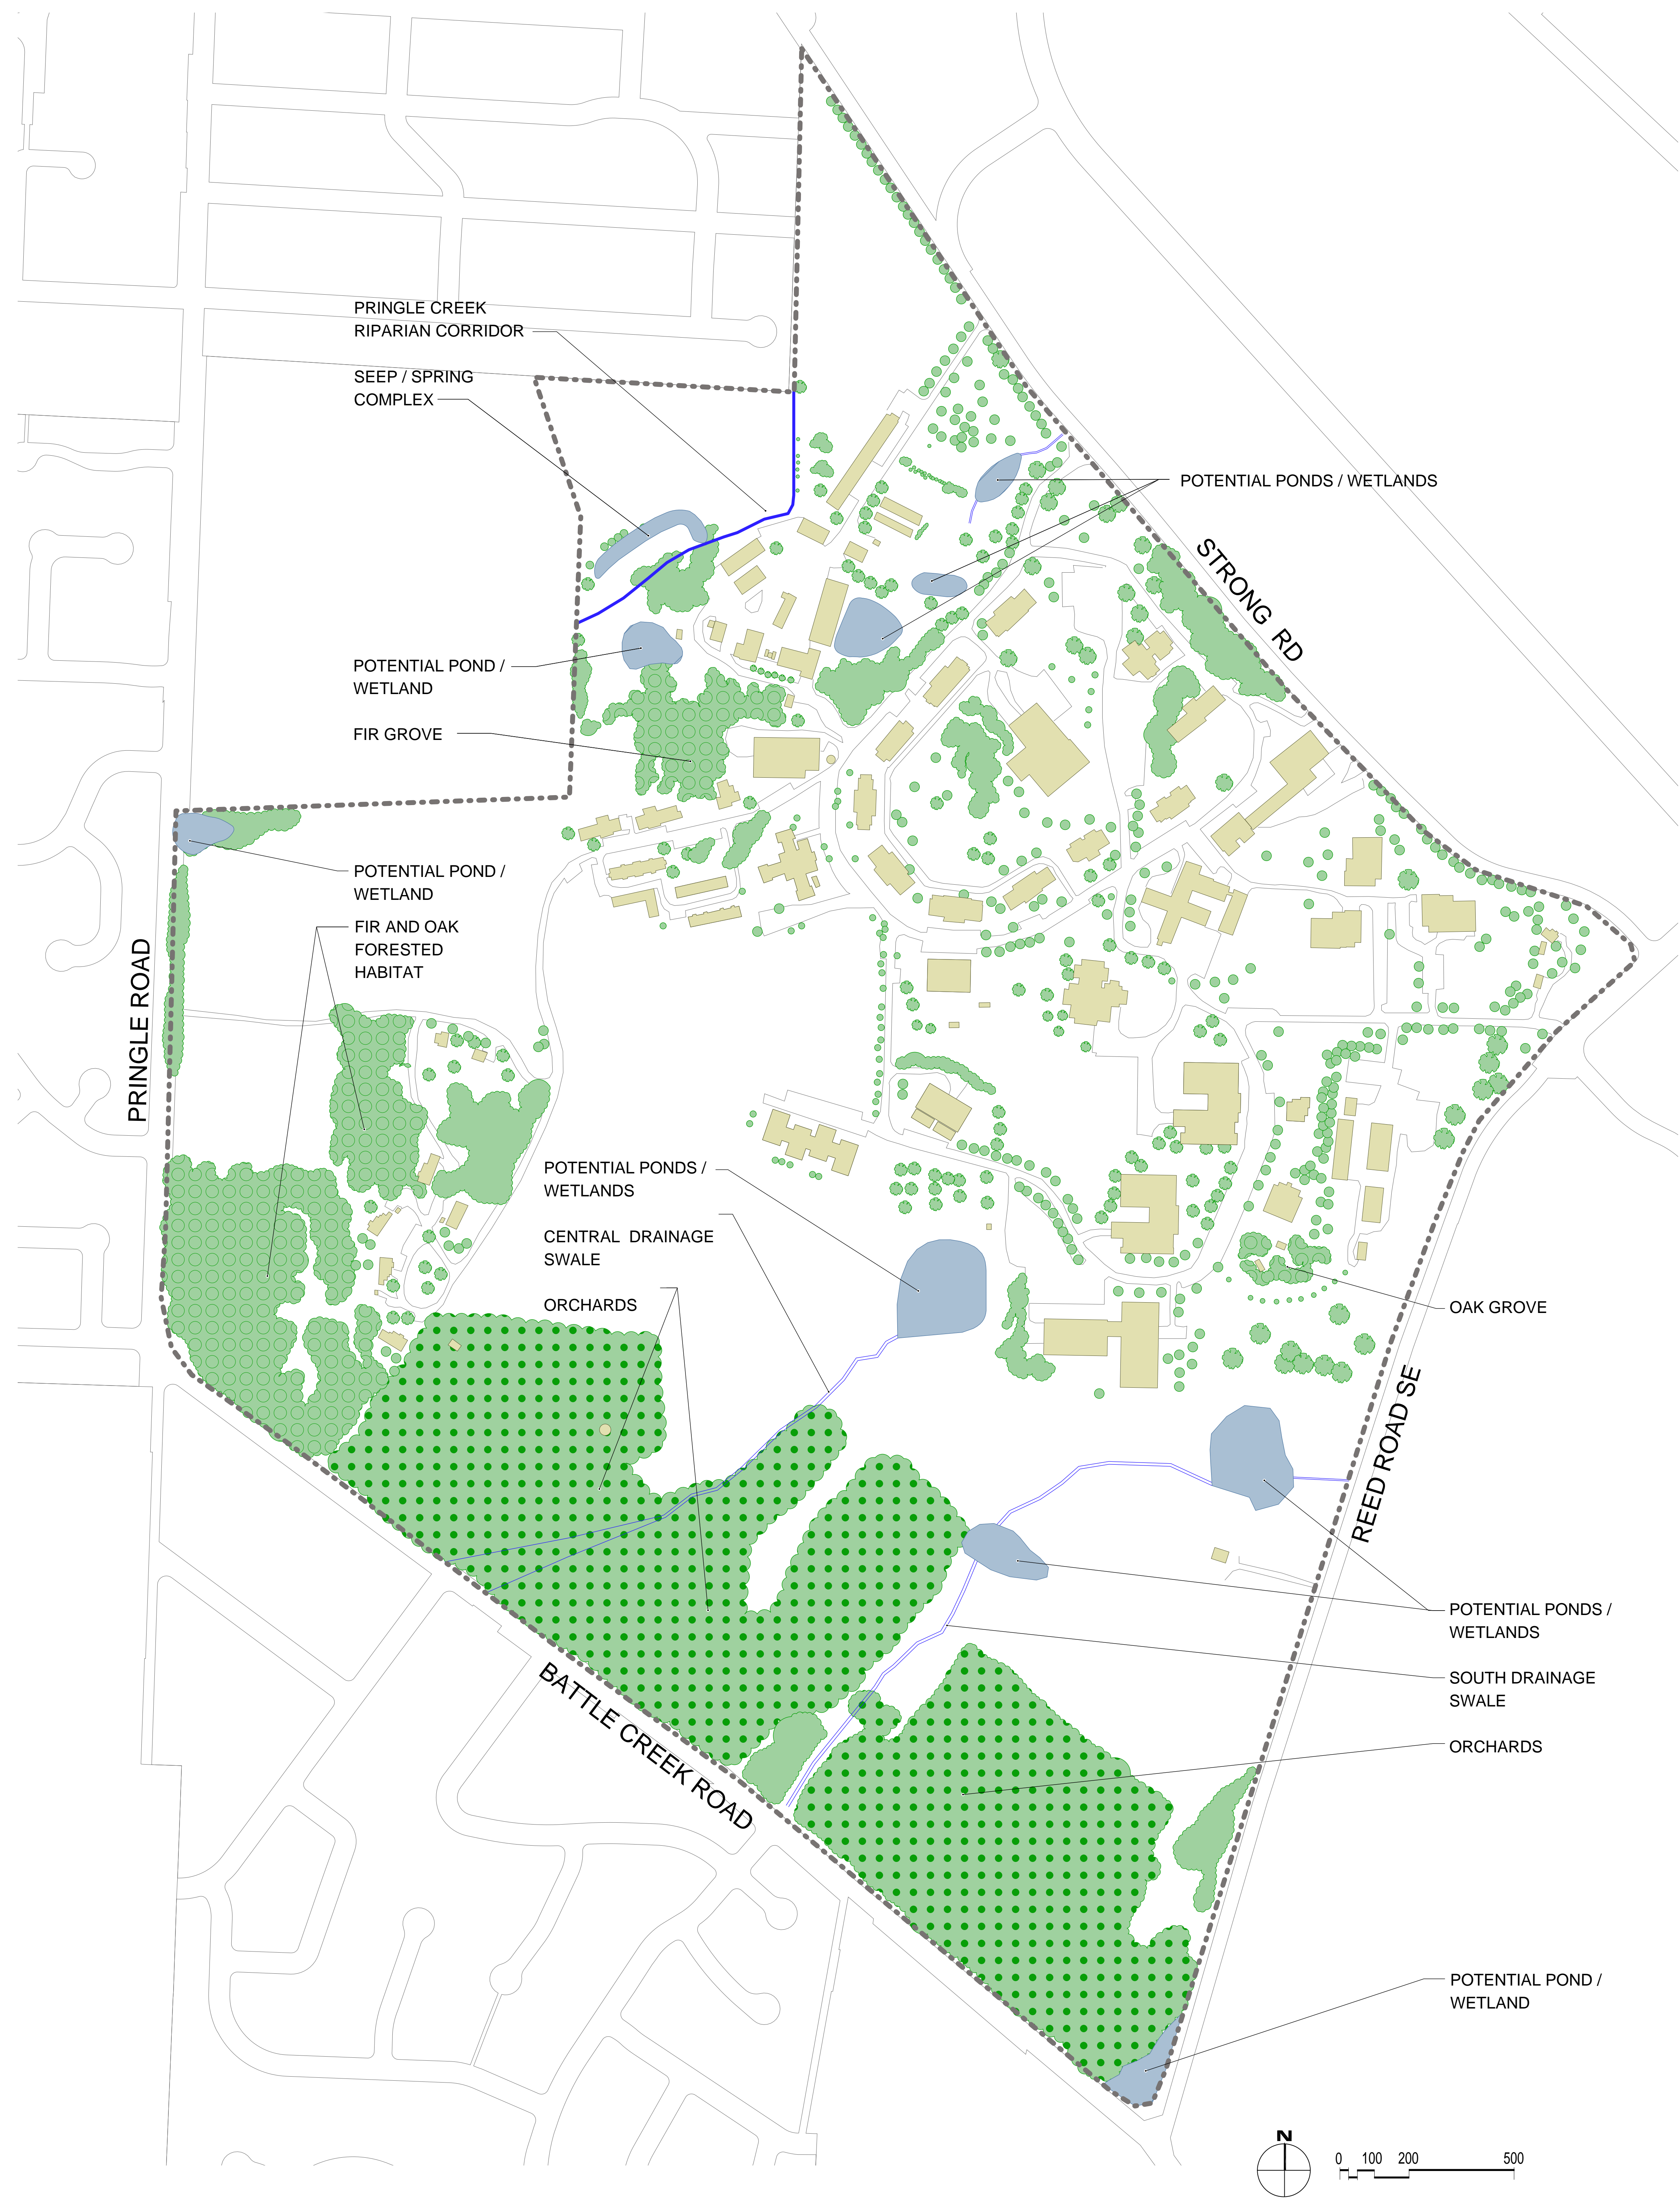 PRINGLE CREEK
RIPARIAN CORRIDOR
SEEP / SPRING
COMPLEX
POTENTIAL PONDS / WETLANDS
STRONG RD
POTENTIAL POND /
WETLAND
FIR GROVE
POTENTIAL POND /
WETLAND
FIR AND OAK
FORESTED
HABITAT
PRINGLE ROAD
POTENTIAL PONDS /
WETLANDS
CENTRAL DRAINAGE
SWALE
ORCHARDS
OAK GROVE
REED ROAD SE
POTENTIAL PONDS /
WETLANDS
SOUTH DRAINAGE
SWALE
ORCHARDS
BATTLE CREEK ROAD
POTENTIAL POND /
WETLAND
N
0 100 200 500